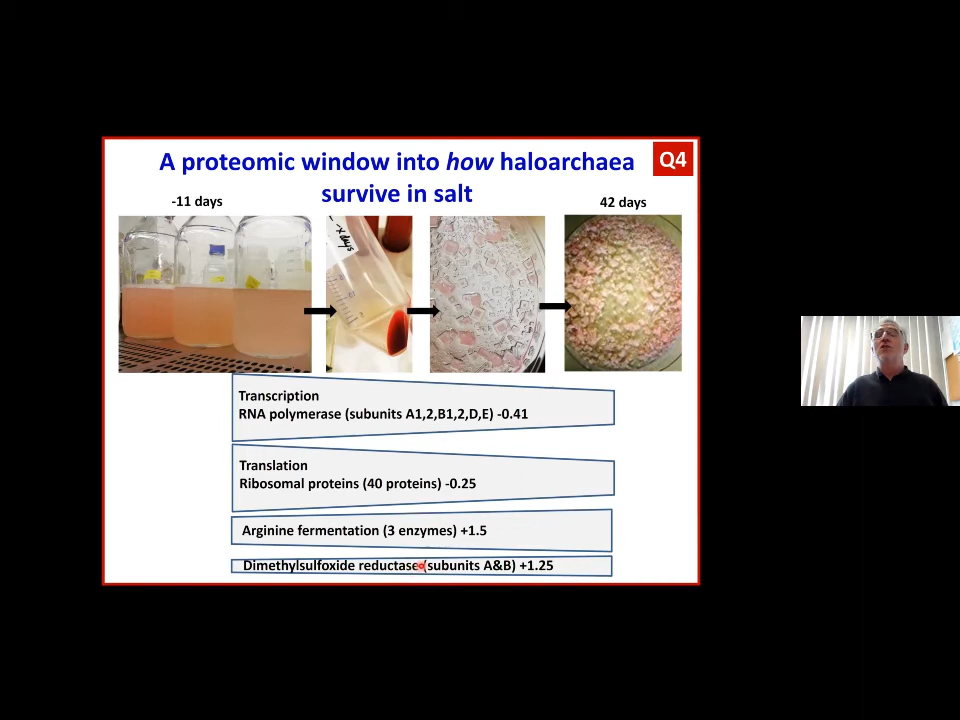 A proteomic window into how haloarchaea
survive in salt
Q4
-11 days
42 days
-x days
Transcription
RNA polymerase (subunits A1,2,B1,2,D,E) -0.41
Translation
Ribosomal proteins (40 proteins) -0.25
Arginine fermentation (3 enzymes) +1.5
Dimethylsulfoxide reductase (subunits A&B) +1.25